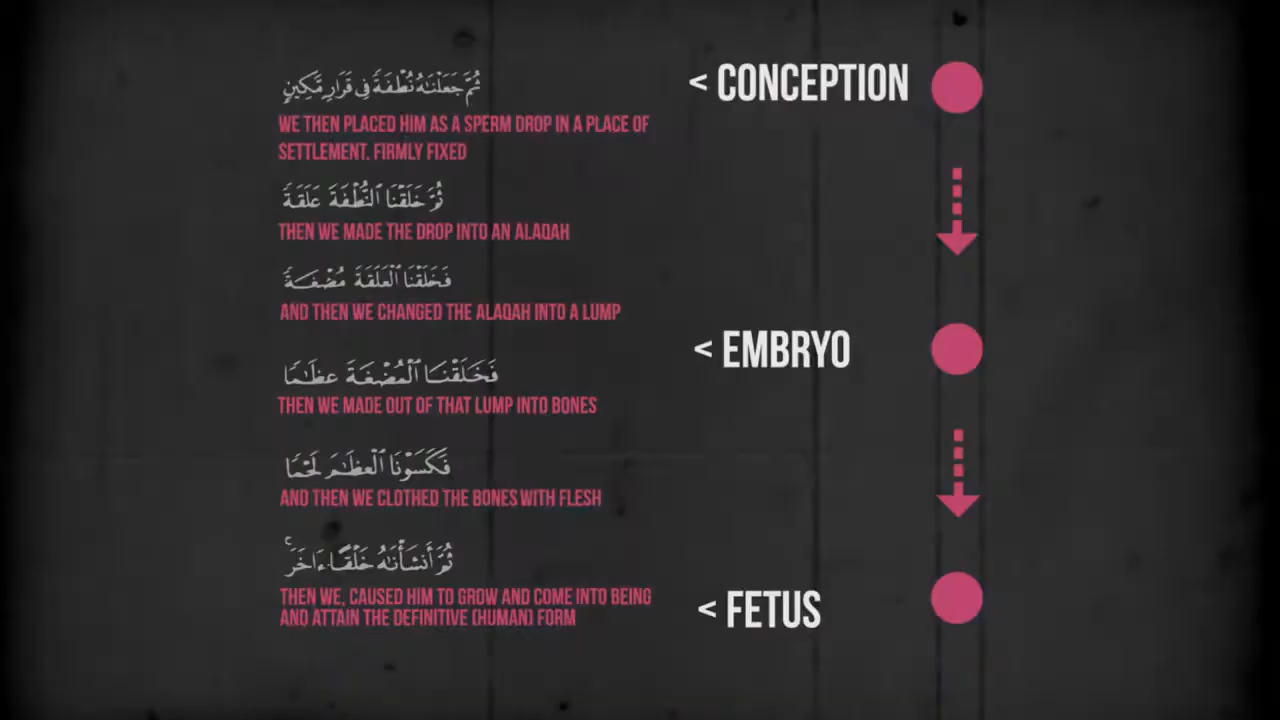 ثُمَّ جَعَلْنَٰهُ نُطْفَةً فِى قَرَارٍ مَّكِينٍ
< CONCEPTION
WE THEN PLACED HIM AS A SPERM DROP IN A PLACE OF
SETTLEMENT. FIRMLY FIXED
ثُمَّ خَلَقْنَا ٱلنُّطْفَةَ عَلَقَةً
THEN WE MADE THE DROP INTO AN ALAQAH
فَخَلَقْنَا ٱلْعَلَقَةَ مُضْغَةً
AND THEN WE CHANGED THE ALAQAH INTO A LUMP
< EMBRYO
فَخَلَقْنَا ٱلْمُضْغَةَ عِظَٰمًا
THEN WE MADE OUT OF THAT LUMP INTO BONES
فَكَسَوْنَا ٱلْعِظَٰمَ لَحْمًا
AND THEN WE CLOTHED THE BONES WITH FLESH
ثُمَّ أَنشَأْنَٰهُ خَلْقًا ءَاخَرَ ۚ
THEN WE, CAUSED HIM TO GROW AND COME INTO BEING
AND ATTAIN THE DEFINITIVE (HUMAN) FORM
< FETUS